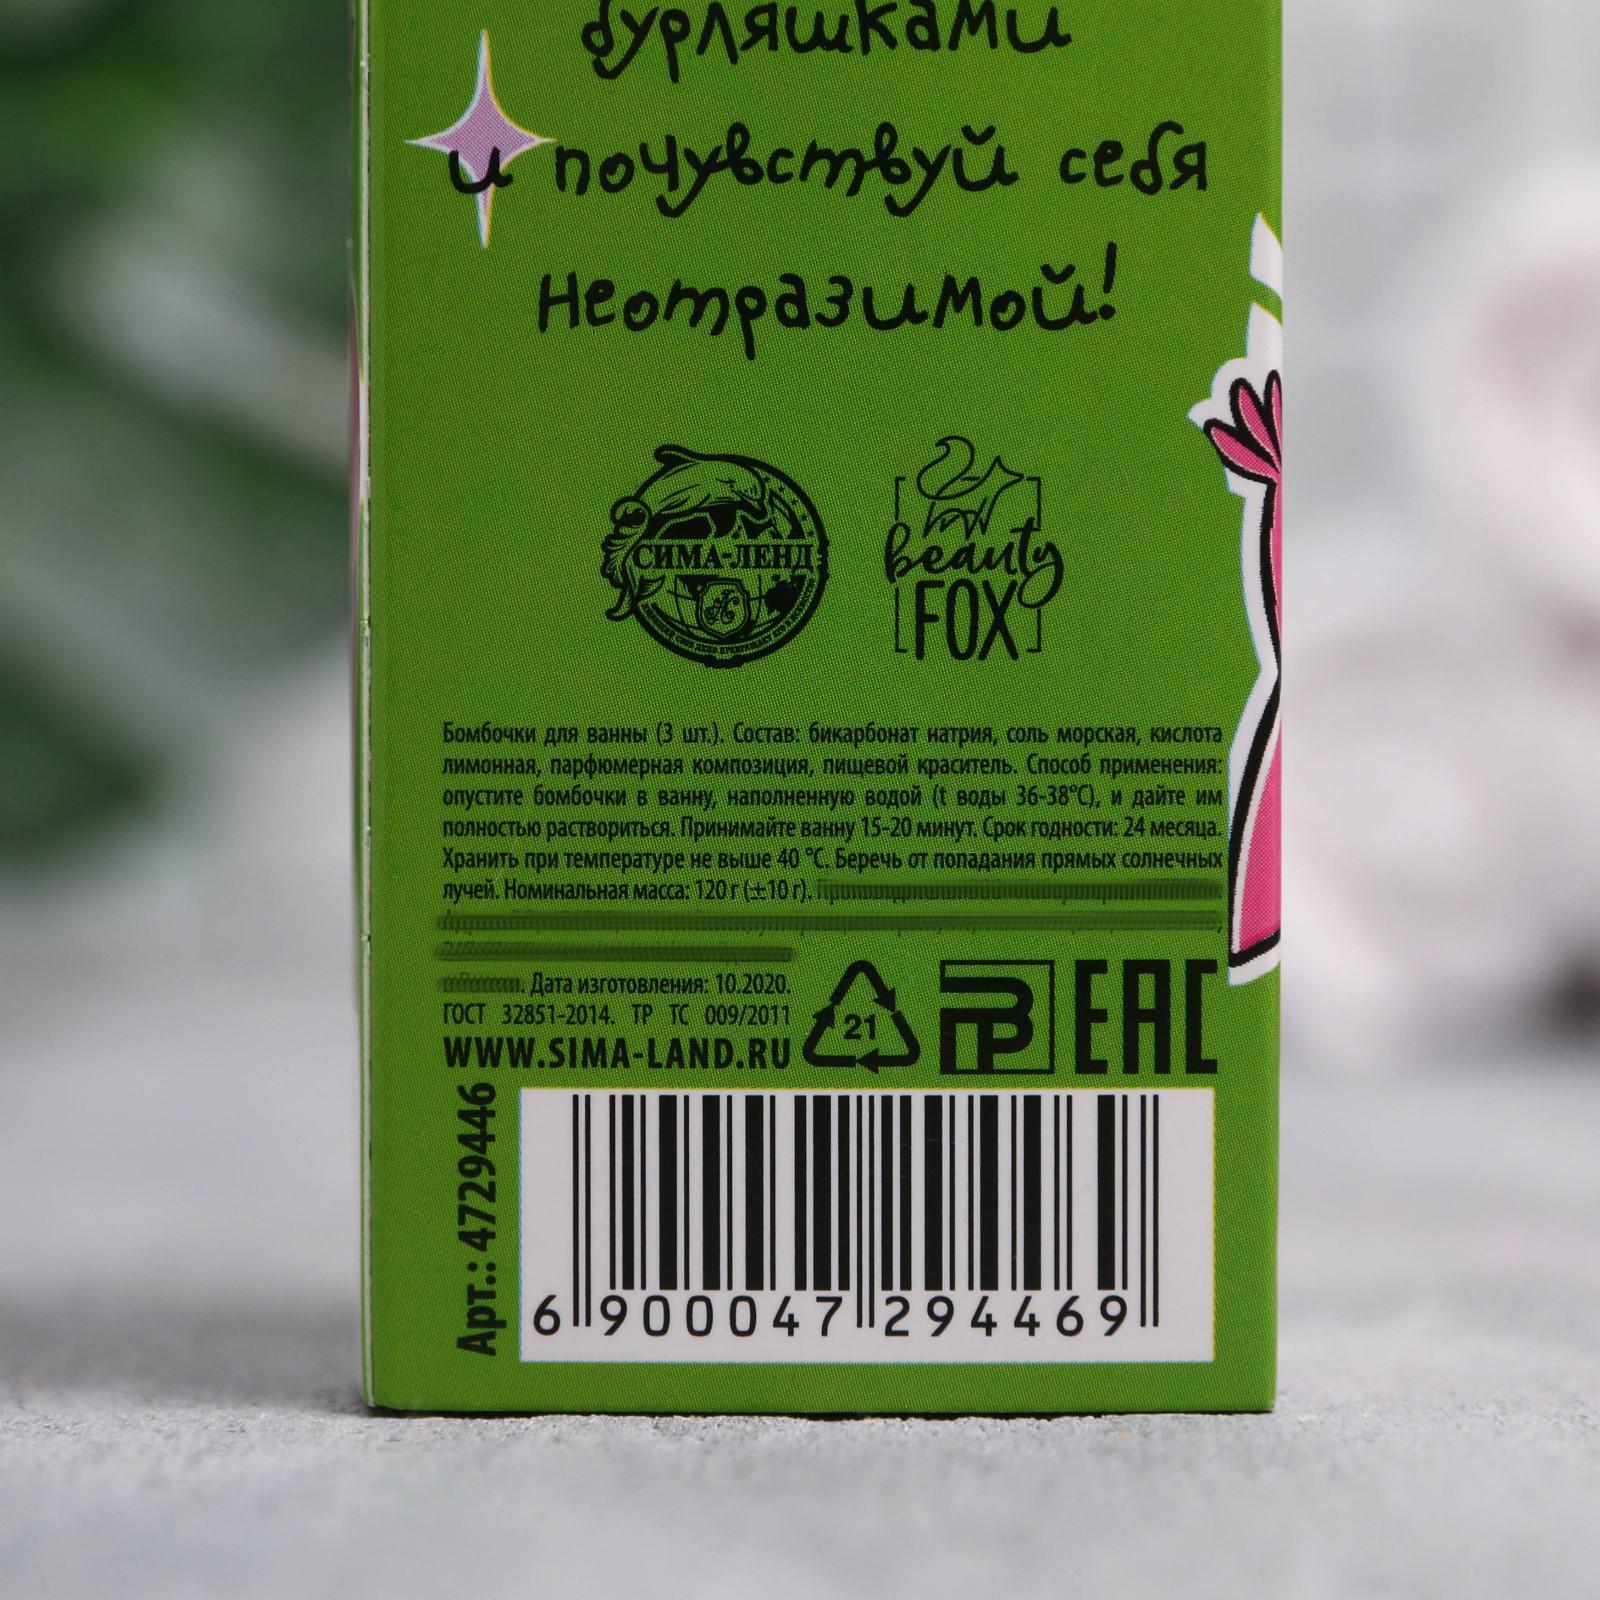 бурляшками
и почувствуй себя
Неотразимой!
СИМА-ЛЕНД
beauty
FOX
Бомбочки для ванны (3 шт.). Состав: бикарбонат натрия, соль морская, кислота
лимонная, парфюмерная композиция, пищевой краситель. Способ применения:
опустите бомбочки в ванну, наполненную водой (t воды 36-38°C), и дайте им
полностью раствориться. Принимайте ванну 15-20 минут. Срок годности: 24 месяца.
Хранить при температуре не выше 40 °C. Беречь от попадания прямых солнечных
лучей. Номинальная масса: 120 г (±10 г).
Дата изготовления: 10.2020.
ГОСТ 32851-2014. ТР ТС 009/2011
WWW.SIMA-LAND.RU
21
EAC
Арт.: 4729446
6 900047 294469